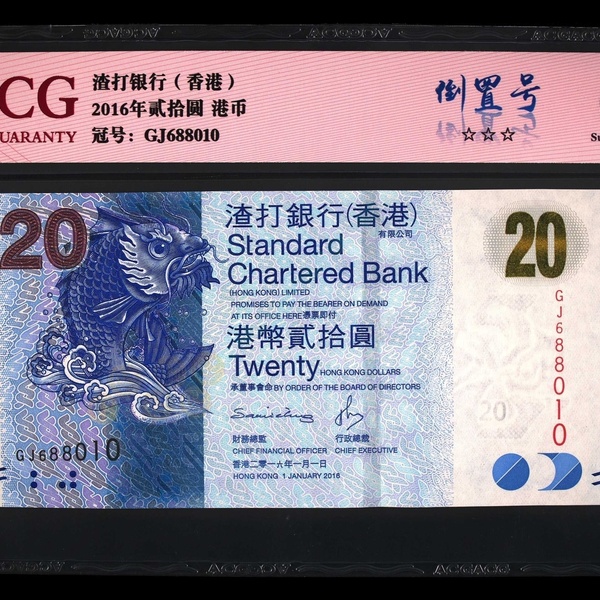 CG
UARANTY
渣打银行（香港）
2016年贰拾圆 港币
冠号：GJ688010
倒置号
☆☆☆
Su
20
渣打銀行(香港)
有限公司
Standard
Chartered Bank
(HONG KONG) LIMITED
PROMISES TO PAY THE BEARER ON DEMAND
AT ITS OFFICE HERE 憑票即付
港幣貳拾圓
Twenty HONG KONG DOLLARS
承董事會命 BY ORDER OF THE BOARD OF DIRECTORS
財務總監 行政總裁
CHIEF FINANCIAL OFFICER CHIEF EXECUTIVE
香港二零一六年一月一日
HONG KONG 1 JANUARY 2016
GJ688010
20
GJ688010
20